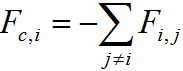 F_{c,i} = -\sum_{j \neq i} F_{i,j}